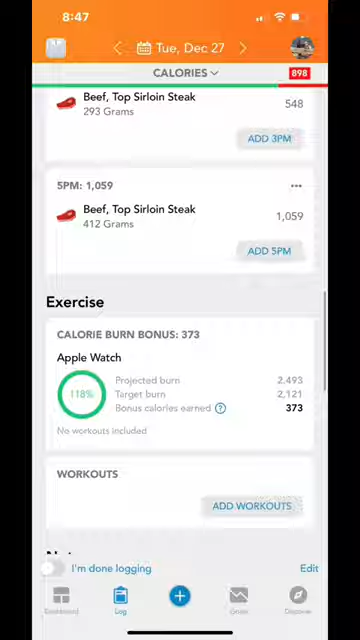 8:47
Tue, Dec 27
CALORIES
898
Beef, Top Sirloin Steak
293 Grams
548
ADD 3PM
5PM: 1,059
Beef, Top Sirloin Steak
412 Grams
1,059
ADD 5PM
Exercise
CALORIE BURN BONUS: 373
Apple Watch
118%
Projected burn 2,493
Target burn 2,121
Bonus calories earned ? 373
No workouts included
WORKOUTS
ADD WORKOUTS
I'm done logging
Edit
Dashboard
Log
Goals
Discover